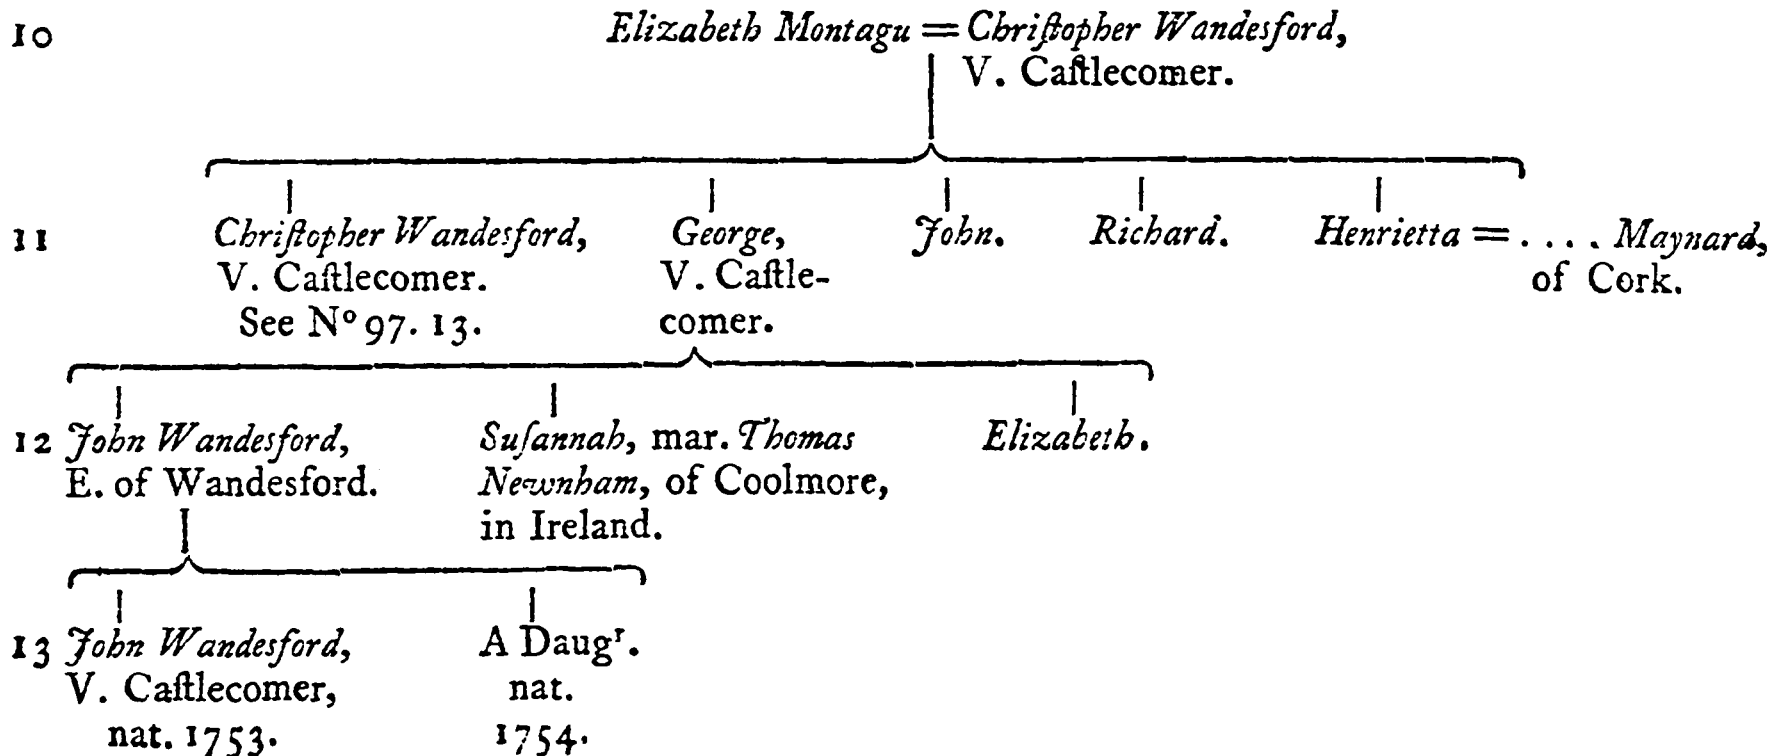 10 Elizabeth Montagu = Chriſtopher Wandesford,
V. Caſtlecomer.
11 Chriſtopher Wandesford, George, John. Richard. Henrietta = .... Maynard,
V. Caſtlecomer. V. Caſtle- of Cork.
See Nº 97. 13. comer.
12 John Wandesford, Suſannah, mar. Thomas Elizabeth.
E. of Wandesford. Newnham, of Coolmore,
in Ireland.
13 John Wandesford, A Daugʳ.
V. Caſtlecomer, nat.
nat. 1753. 1754.